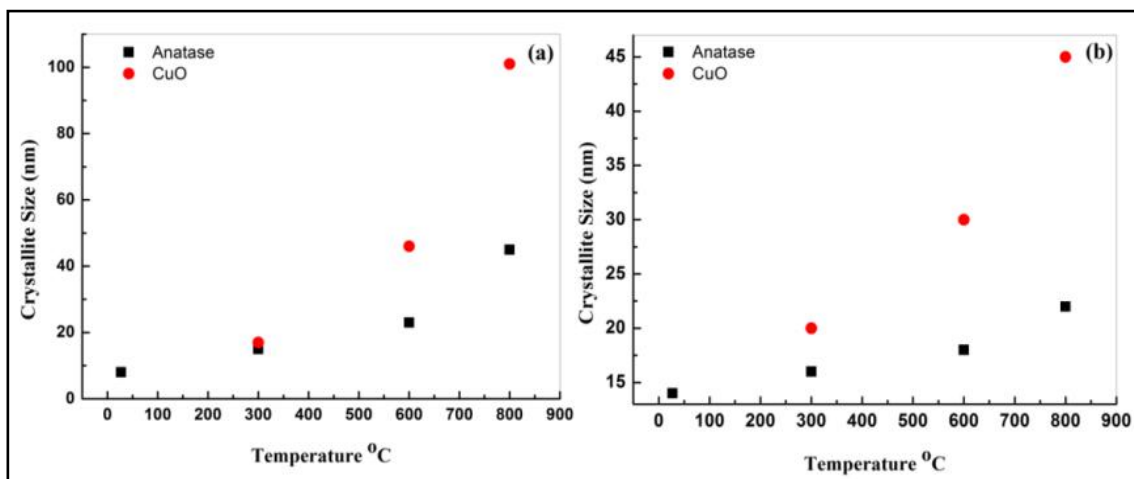 Anatase
CuO
(a)
Crystallite Size (nm)
100
80
60
40
20
0
0 100 200 300 400 500 600 700 800 900
Temperature ⁰C
Anatase
CuO
(b)
Crystallite Size (nm)
45
40
35
30
25
20
15
0 100 200 300 400 500 600 700 800 900
Temperature ⁰C